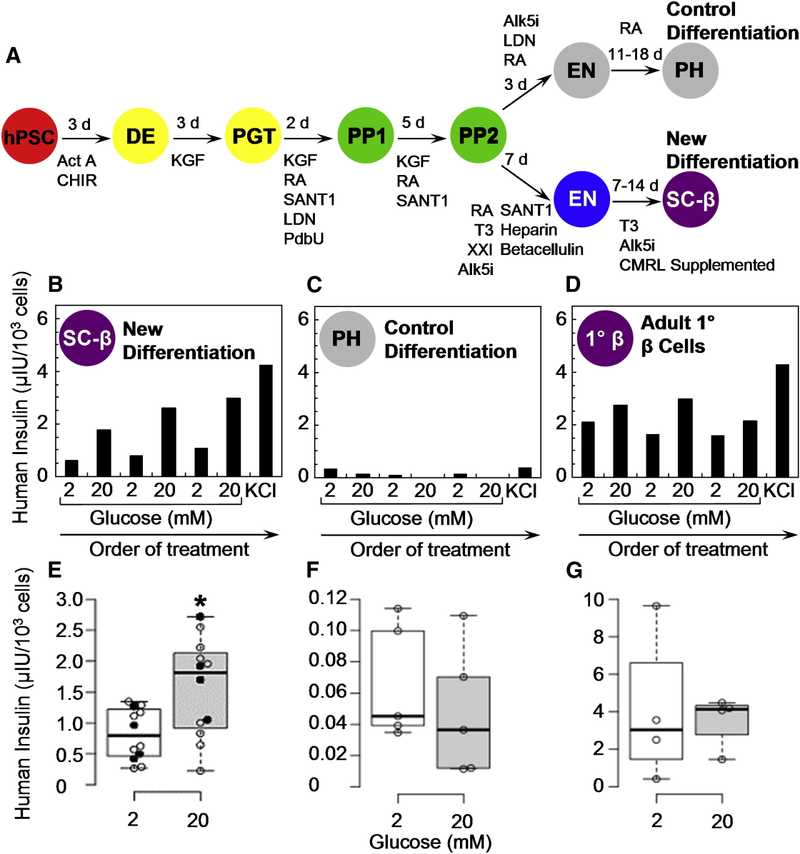 A
Alk5i
LDN
RA
3 d
EN
RA
11-18 d
Control
Differentiation
PH
hPSC
3 d
Act A
CHIR
DE
3 d
KGF
PGT
2 d
KGF
RA
SANT1
LDN
PdbU
PP1
5 d
KGF
RA
SANT1
PP2
7 d
RA SANT1
T3 Heparin
XXI Betacellulin
Alk5i
EN
7-14 d
T3
Alk5i
CMRL Supplemented
New
Differentiation
SC-β
B
Human Insulin (µIU/10³ cells)
6
4
2
0
SC-β
New
Differentiation
2 20 2 20 2 20 KCl
Glucose (mM)
Order of treatment
C
6
4
2
0
PH
Control
Differentiation
2 20 2 20 2 20 KCl
Glucose (mM)
Order of treatment
D
6
4
2
0
1° β
Adult 1°
β Cells
2 20 2 20 2 20 KCl
Glucose (mM)
Order of treatment
E
Human Insulin (µIU/10³ cells)
3.0
2.5
2.0
1.5
1.0
0.5
0
*
2 20
F
0.12
0.10
0.08
0.06
0.04
0.02
0
2 20
Glucose (mM)
G
10
8
6
4
2
0
2 20